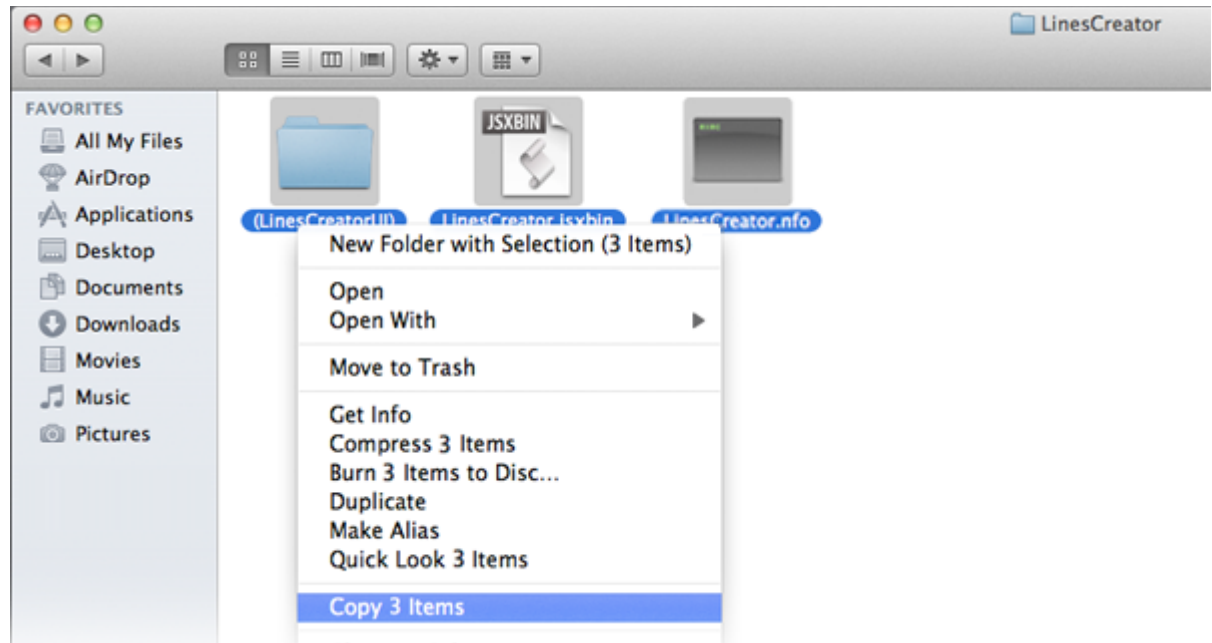 LinesCreator
FAVORITES
All My Files
AirDrop
Applications
Desktop
Documents
Downloads
Movies
Music
Pictures
JSXBIN
(LinesCreatorUI) LinesCreator.jsxbin LinesCreator.nfo
New Folder with Selection (3 Items)
Open
Open With
Move to Trash
Get Info
Compress 3 Items
Burn 3 Items to Disc...
Duplicate
Make Alias
Quick Look 3 Items
Copy 3 Items